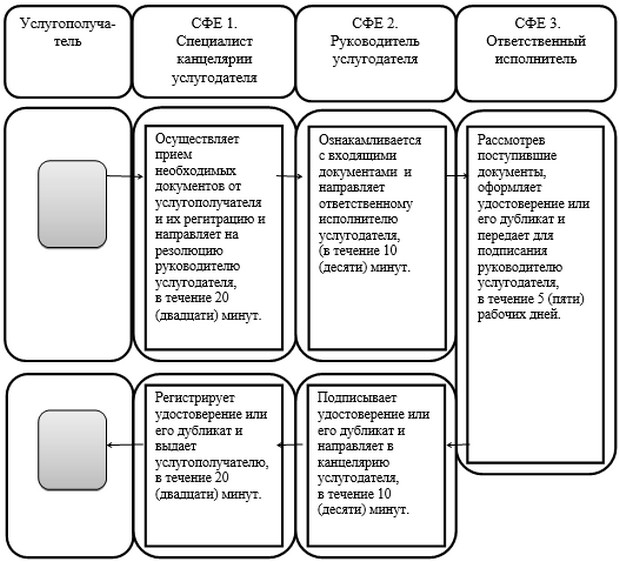 Услугополуча-
тель
СФЕ 1.
Специалист
канцелярии
услугодателя
СФЕ 2.
Руководитель
услугодателя
СФЕ 3.
Ответственный
исполнитель
Осуществляет
прием
необходимых
документов от
услугополучателя
и их регитрацию и
направляет на
резолюцию
руководителю
услугодателя,
в течение 20
(двадцати) минут.
Ознакамливается
с входящими
документами и
направляет
ответственному
исполнителю
услугодателя,
(в течение 10
(десяти) минут.
Рассмотрев
поступившие
документы,
оформляет
удостоверение или
его дубликат и
передает для
подписания
руководителю
услугодателя,
в течение 5 (пяти)
рабочих дней.
Регистрирует
удостоверение или
его дубликат и
выдает
услугополучателю,
в течение 20
(двадцати) минут.
Подписывает
удостоверение или
его дубликат и
направляет в
канцелярию
услугодателя,
в течение 10
(десяти) минут.